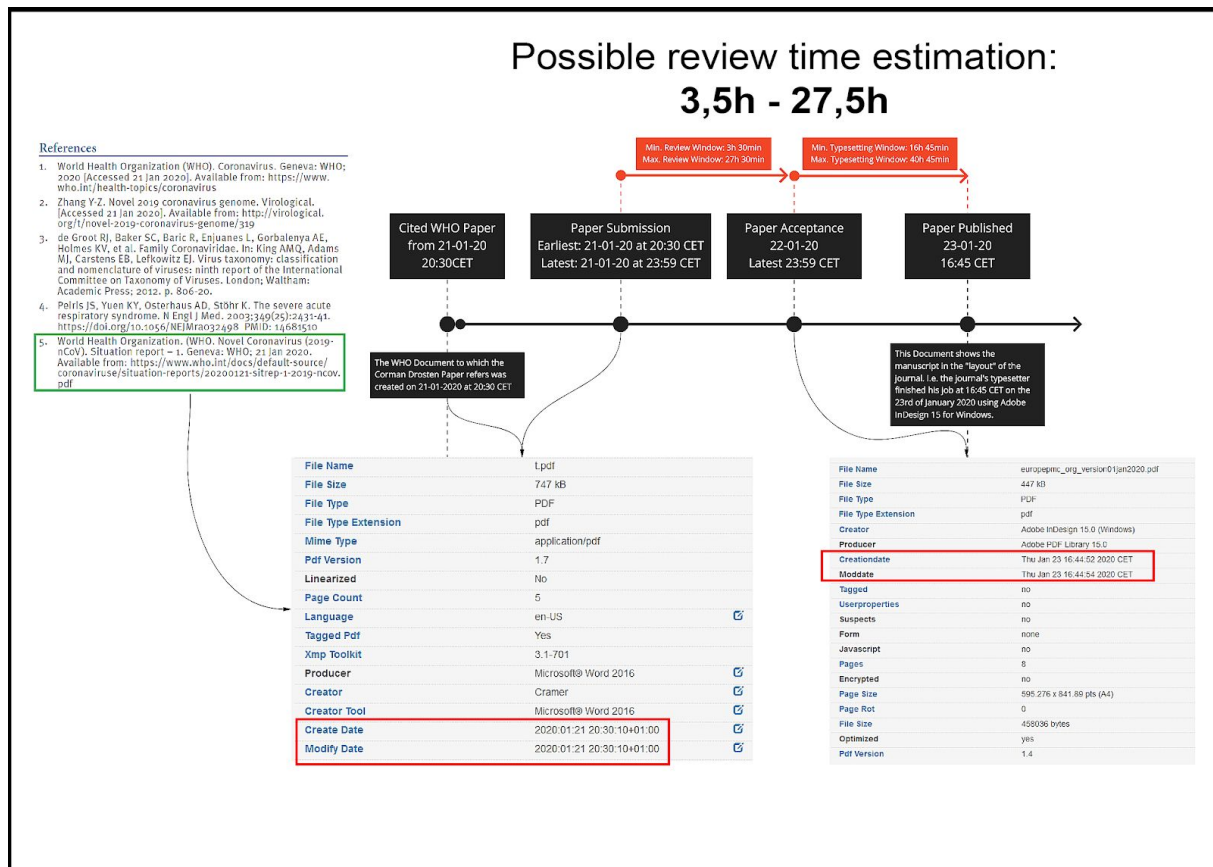 Possible review time estimation:
3,5h - 27,5h
References
1. World Health Organization (WHO). Coronavirus. Geneva: WHO;
2020 [Accessed 21 Jan 2020]. Available from: https://www.
who.int/health-topics/coronavirus
2. Zhang Y-Z. Novel 2019 coronavirus genome. Virological.
[Accessed 21 Jan 2020]. Available from: http://virological.
org/t/novel-2019-coronavirus-genome/319
3. de Groot RJ, Baker SC, Baric R, Enjuanes L, Gorbalenya AE,
Holmes KV, et al. Family Coronaviridae. In: King AMQ, Adams
MJ, Carstens EB, Lefkowitz EJ. Virus taxonomy: classification
and nomenclature of viruses: ninth report of the International
Committee on Taxonomy of Viruses. London; Waltham:
Academic Press; 2012. p. 806-20.
4. Peiris JS, Yuen KY, Osterhaus AD, Stöhr K. The severe acute
respiratory syndrome. N Engl J Med. 2003;349(25):2431-41.
https://doi.org/10.1056/NEJMra032498 PMID: 14681510
5. World Health Organization. (WHO. Novel Coronavirus (2019-
nCoV). Situation report – 1. Geneva: WHO; 21 Jan 2020.
Available from: https://www.who.int/docs/default-source/
coronaviruse/situation-reports/20200121-sitrep-1-2019-ncov.
pdf
Min. Review Window: 3h 30min
Max. Review Window: 27h 30min
Min. Typesetting Window: 16h 45min
Max. Typesetting Window: 40h 45min
Cited WHO Paper
from 21-01-20
20:30CET
Paper Submission
Earliest: 21-01-20 at 20:30 CET
Latest: 21-01-20 at 23:59 CET
Paper Acceptance
22-01-20
Latest 23:59 CET
Paper Published
23-01-20
16:45 CET
The WHO Document to which the
Corman Drosten Paper refers was
created on 21-01-2020 at 20:30 CET
This Document shows the
manuscript in the "layout" of the
journal. I.e. the journal's typesetter
finished his job at 16:45 CET on the
23rd of January 2020 using Adobe
InDesign 15 for Windows.
File Name t.pdf
File Size 747 kB
File Type PDF
File Type Extension pdf
Mime Type application/pdf
Pdf Version 1.7
Linearized No
Page Count 5
Language en-US
Tagged Pdf Yes
Xmp Toolkit 3.1-701
Producer Microsoft® Word 2016
Creator Cramer
Creator Tool Microsoft® Word 2016
Create Date 2020:01:21 20:30:10+01:00
Modify Date 2020:01:21 20:30:10+01:00
File Name europepmc_org_version01jan2020.pdf
File Size 447 kB
File Type PDF
File Type Extension pdf
Creator Adobe InDesign 15.0 (Windows)
Producer Adobe PDF Library 15.0
Creationdate Thu Jan 23 16:44:52 2020 CET
Moddate Thu Jan 23 16:44:54 2020 CET
Tagged no
Userproperties no
Suspects no
Form none
Javascript no
Pages 8
Encrypted no
Page Size 595.276 x 841.89 pts (A4)
Page Rot 0
File Size 458036 bytes
Optimized yes
Pdf Version 1.4